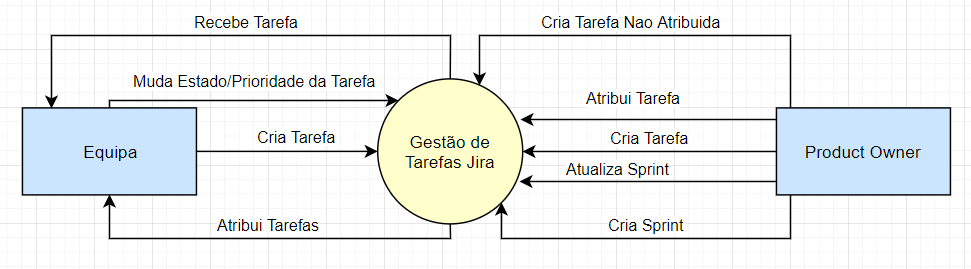 Recebe Tarefa
Cria Tarefa Nao Atribuida
Muda Estado/Prioridade da Tarefa
Atribui Tarefa
Cria Tarefa
Cria Tarefa
Equipa
Gestão de
Tarefas Jira
Product Owner
Atualiza Sprint
Atribui Tarefas
Cria Sprint